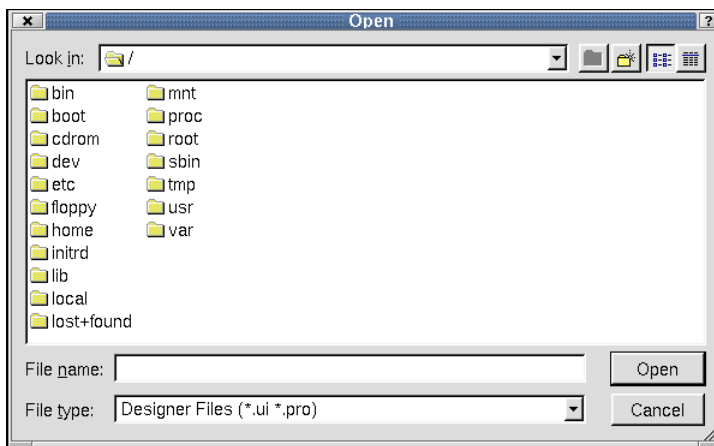 Open
Look in: /
bin
boot
cdrom
dev
etc
floppy
home
initrd
lib
local
lost+found
mnt
proc
root
sbin
tmp
usr
var
File name: Open
File type: Designer Files (*.ui *.pro) Cancel